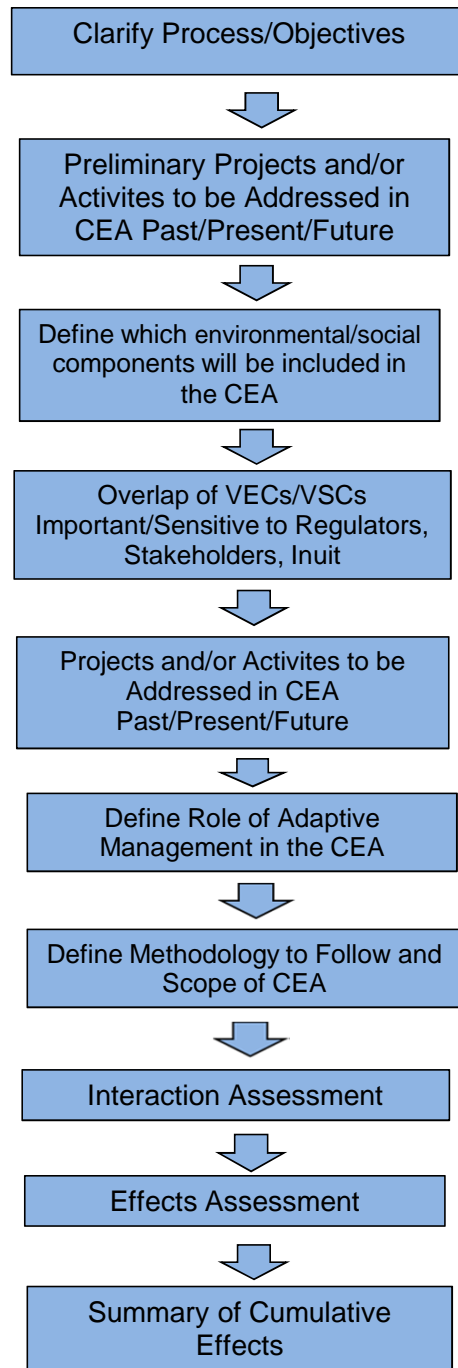 Clarify Process/Objectives
Preliminary Projects and/or
Activites to be Addressed in
CEA Past/Present/Future
Define which environmental/social
components will be included in
the CEA
Overlap of VECs/VSCs
Important/Sensitive to Regulators,
Stakeholders, Inuit
Projects and/or Activites to be
Addressed in CEA
Past/Present/Future
Define Role of Adaptive
Management in the CEA
Define Methodology to Follow and
Scope of CEA
Interaction Assessment
Effects Assessment
Summary of Cumulative
Effects